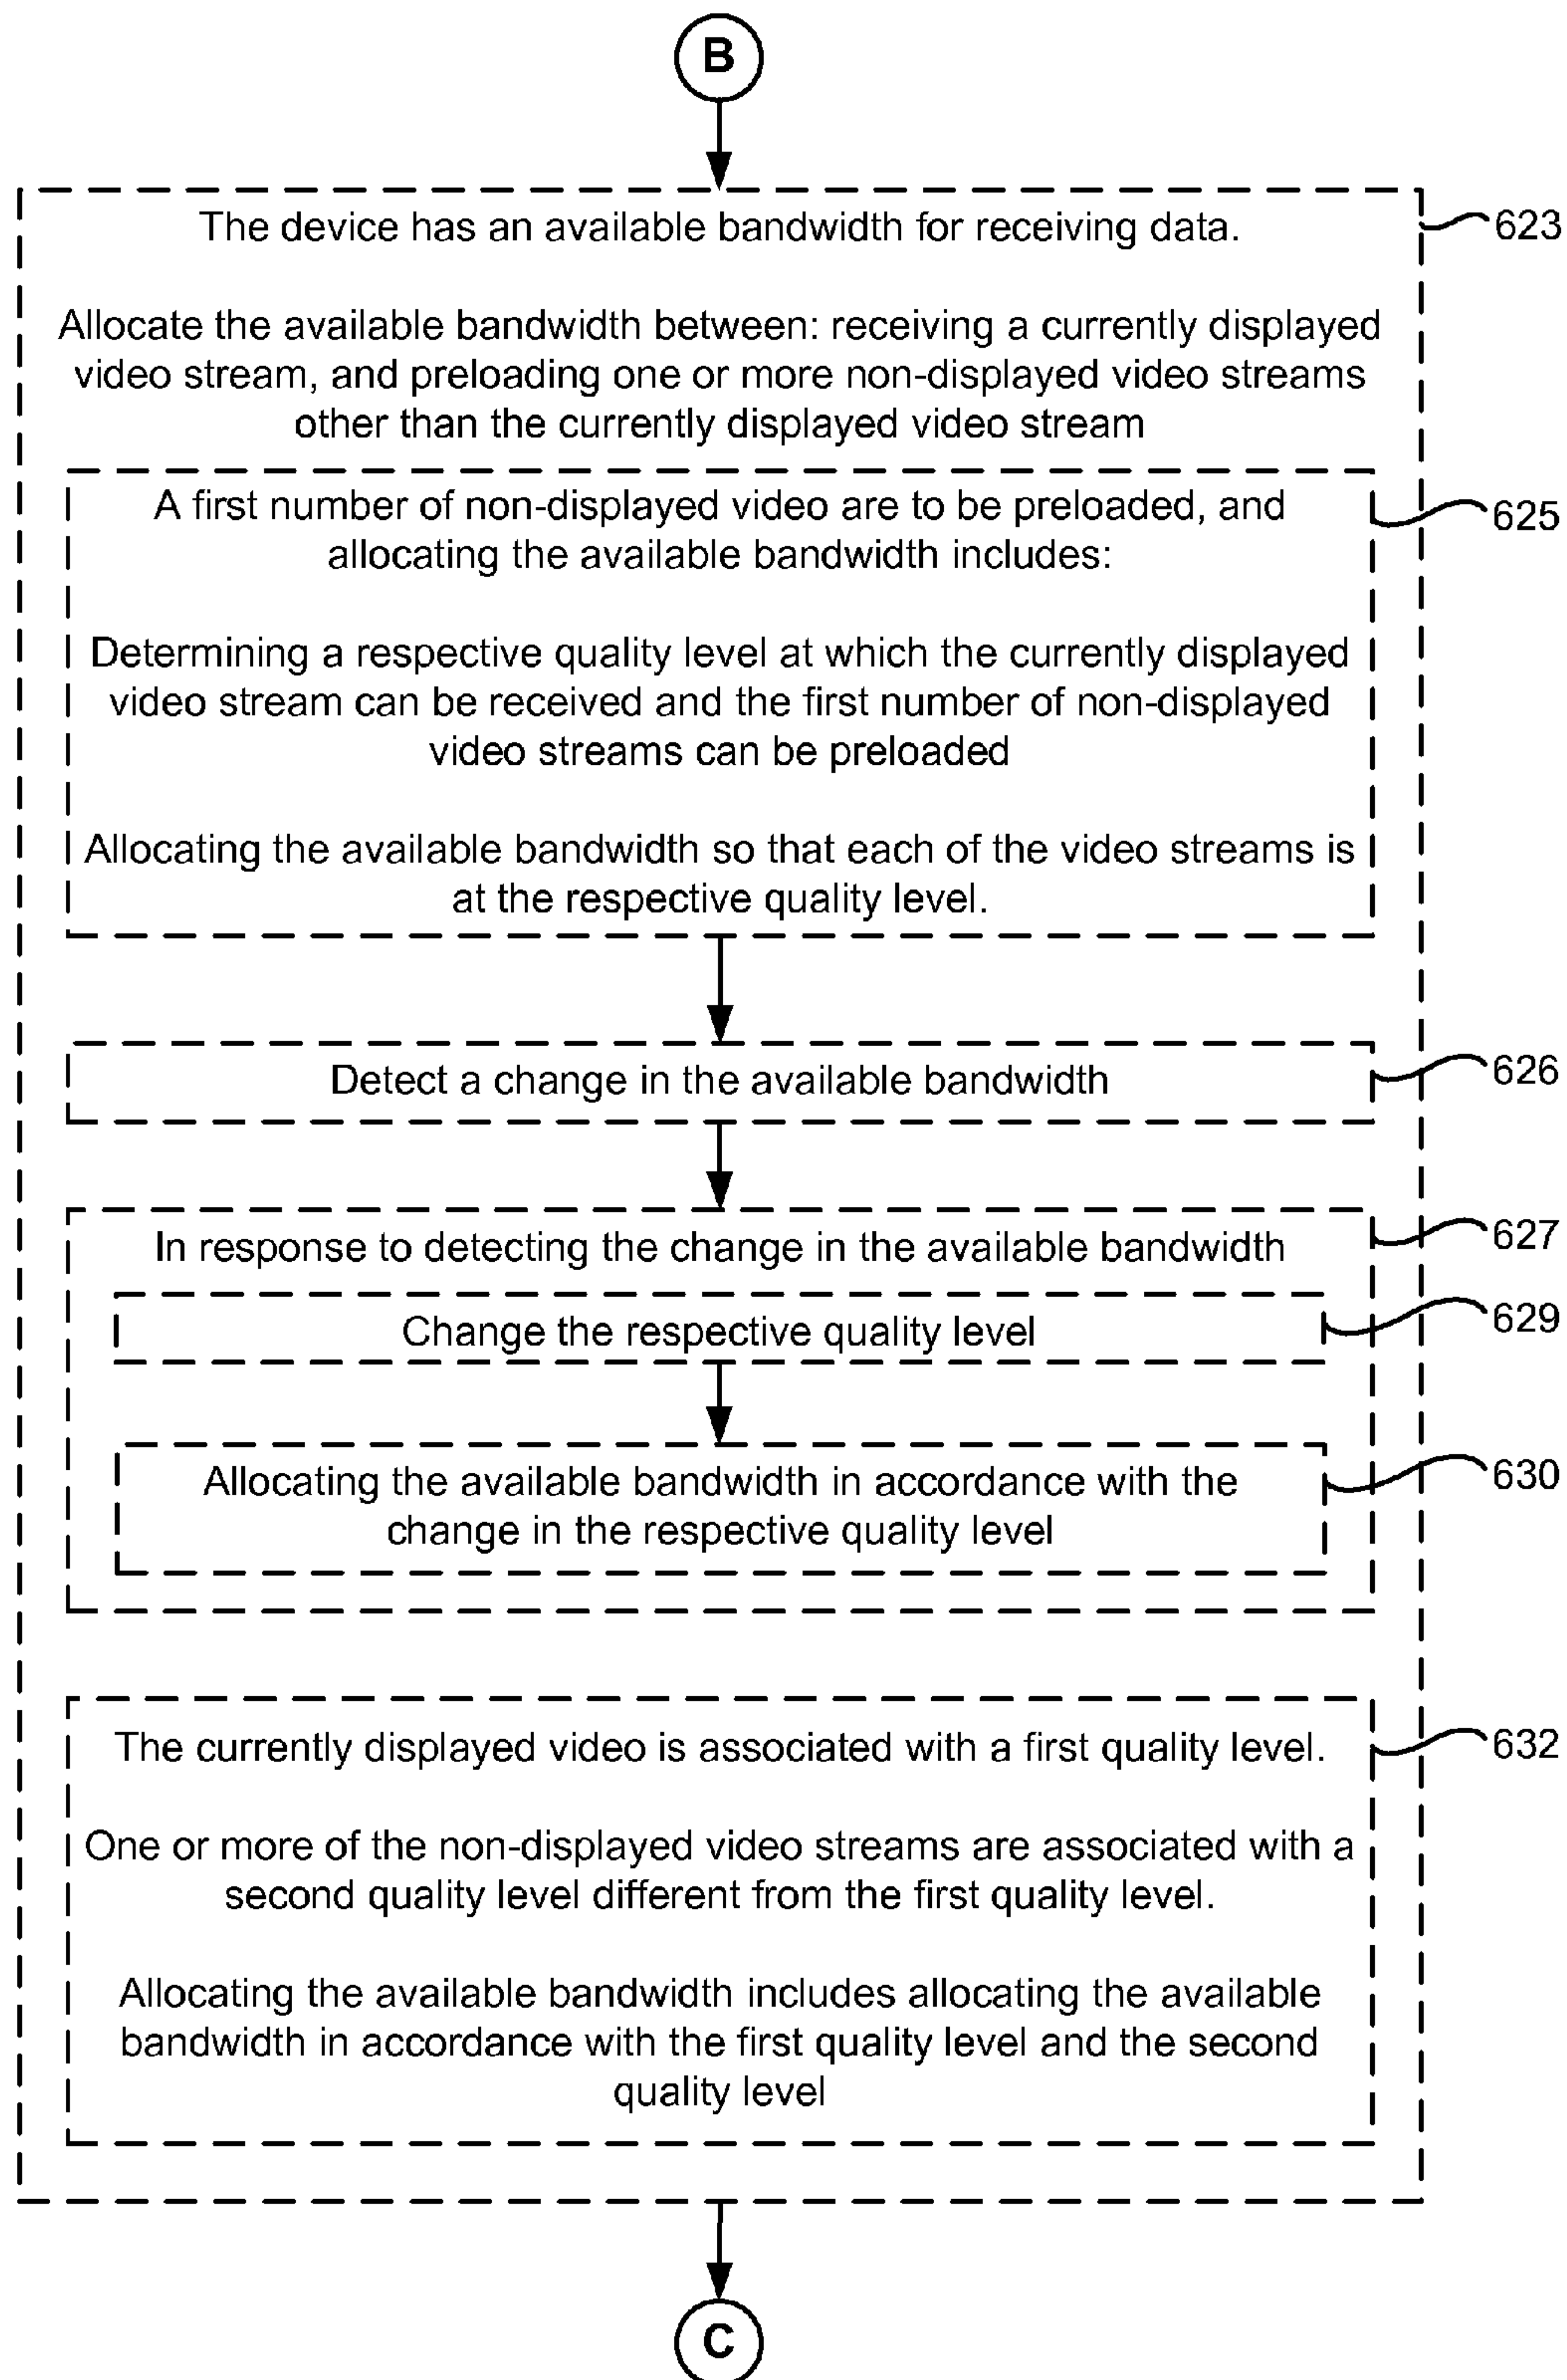 B
The device has an available bandwidth for receiving data.
623
Allocate the available bandwidth between: receiving a currently displayed
video stream, and preloading one or more non-displayed video streams
other than the currently displayed video stream
A first number of non-displayed video are to be preloaded, and
625
allocating the available bandwidth includes:
Determining a respective quality level at which the currently displayed
video stream can be received and the first number of non-displayed
video streams can be preloaded
Allocating the available bandwidth so that each of the video streams is
at the respective quality level.
Detect a change in the available bandwidth
626
In response to detecting the change in the available bandwidth
627
Change the respective quality level
629
Allocating the available bandwidth in accordance with the
630
change in the respective quality level
The currently displayed video is associated with a first quality level.
632
One or more of the non-displayed video streams are associated with a
second quality level different from the first quality level.
Allocating the available bandwidth includes allocating the available
bandwidth in accordance with the first quality level and the second
quality level
C